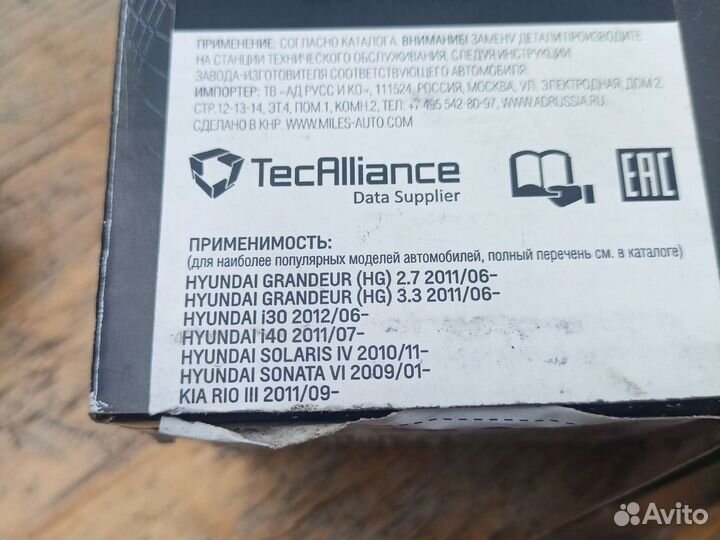 ПРИМЕНЕНИЕ: СОГЛАСНО КАТАЛОГА. ВНИМАНИЕ! ЗАМЕНУ ДЕТАЛИ ПРОИЗВОДИТЕ
НА СТАНЦИИ ТЕХНИЧЕСКОГО ОБСЛУЖИВАНИЯ, СЛЕДУЯ ИНСТРУКЦИИ
ЗАВОДА-ИЗГОТОВИТЕЛЯ СООТВЕТСТВУЮЩЕГО АВТОМОБИЛЯ.
ИМПОРТЕР: ТВ «АД РУСС И КО», 111524, РОССИЯ, МОСКВА, УЛ. ЭЛЕКТРОДНАЯ, ДОМ 2,
СТР.12-13-14, ЭТ.4, ПОМ.1, КОМН.2, ТЕЛ: +7 495 542-80-97, WWW.ADRUSSIA.RU.
СДЕЛАНО В КНР. WWW.MILES-AUTO.COM
TecAlliance
Data Supplier
EAC
ПРИМЕНИМОСТЬ:
(для наиболее популярных моделей автомобилей, полный перечень см. в каталоге)
HYUNDAI GRANDEUR (HG) 2.7 2011/06-
HYUNDAI GRANDEUR (HG) 3.3 2011/06-
HYUNDAI i30 2012/06-
HYUNDAI i40 2011/07-
HYUNDAI SOLARIS IV 2010/11-
HYUNDAI SONATA VI 2009/01-
KIA RIO III 2011/09-
Avito